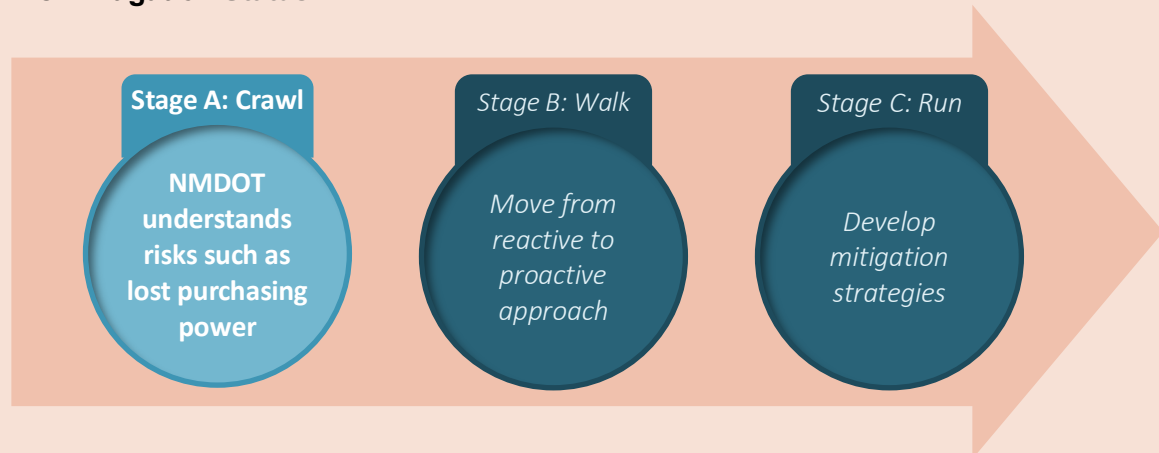 Stage A: Crawl
NMDOT
understands
risks such as
lost purchasing
power
Stage B: Walk
Move from
reactive to
proactive
approach
Stage C: Run
Develop
mitigation
strategies